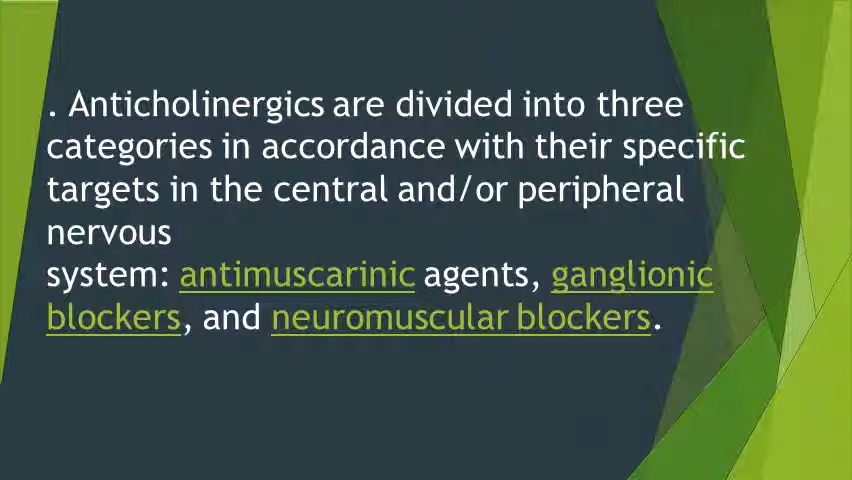 . Anticholinergics are divided into three
categories in accordance with their specific
targets in the central and/or peripheral
nervous
system: antimuscarinic agents, ganglionic
blockers, and neuromuscular blockers.